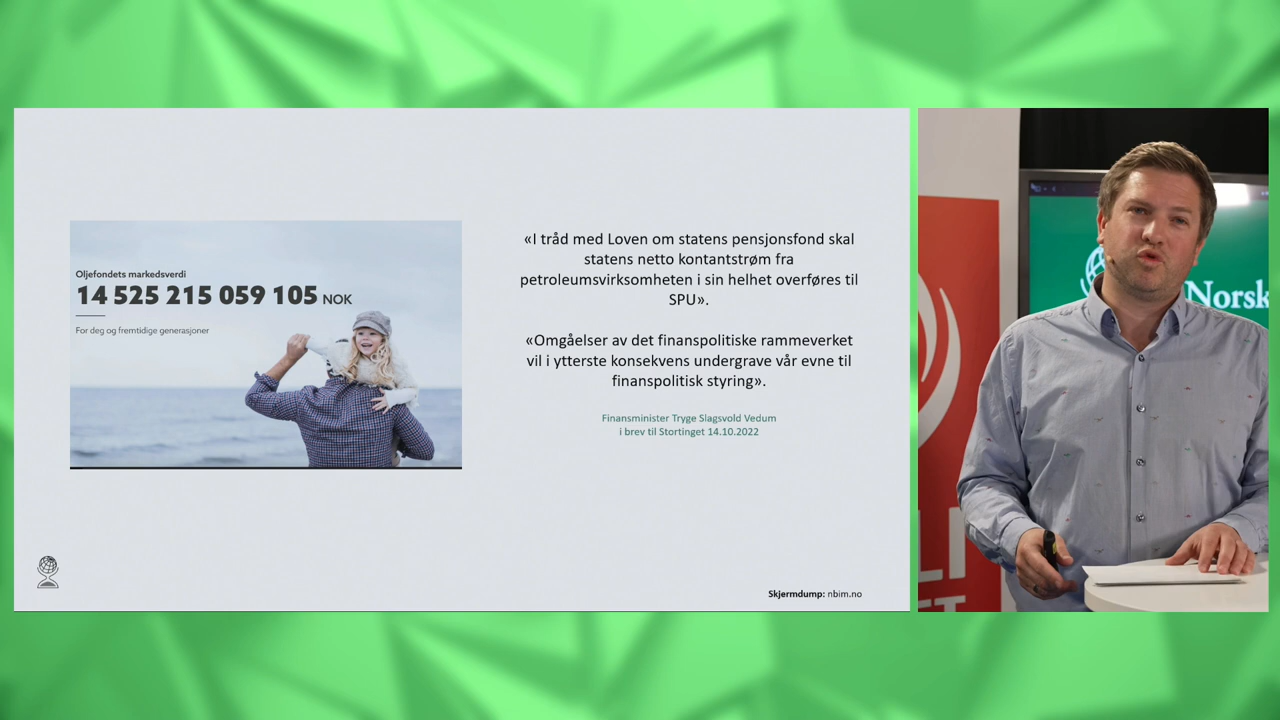 Oljefondets markedsverdi
14 525 215 059 105 NOK
For deg og fremtidige generasjoner
«I tråd med Loven om statens pensjonsfond skal
statens netto kontantstrøm fra
petroleumsvirksomheten i sin helhet overføres til
SPU».
«Omgåelser av det finanspolitiske rammeverket
vil i ytterste konsekvens undergrave vår evne til
finanspolitisk styring».
Finansminister Tryge Slagsvold Vedum
i brev til Stortinget 14.10.2022
Skjermdump: nbim.no
Norsk